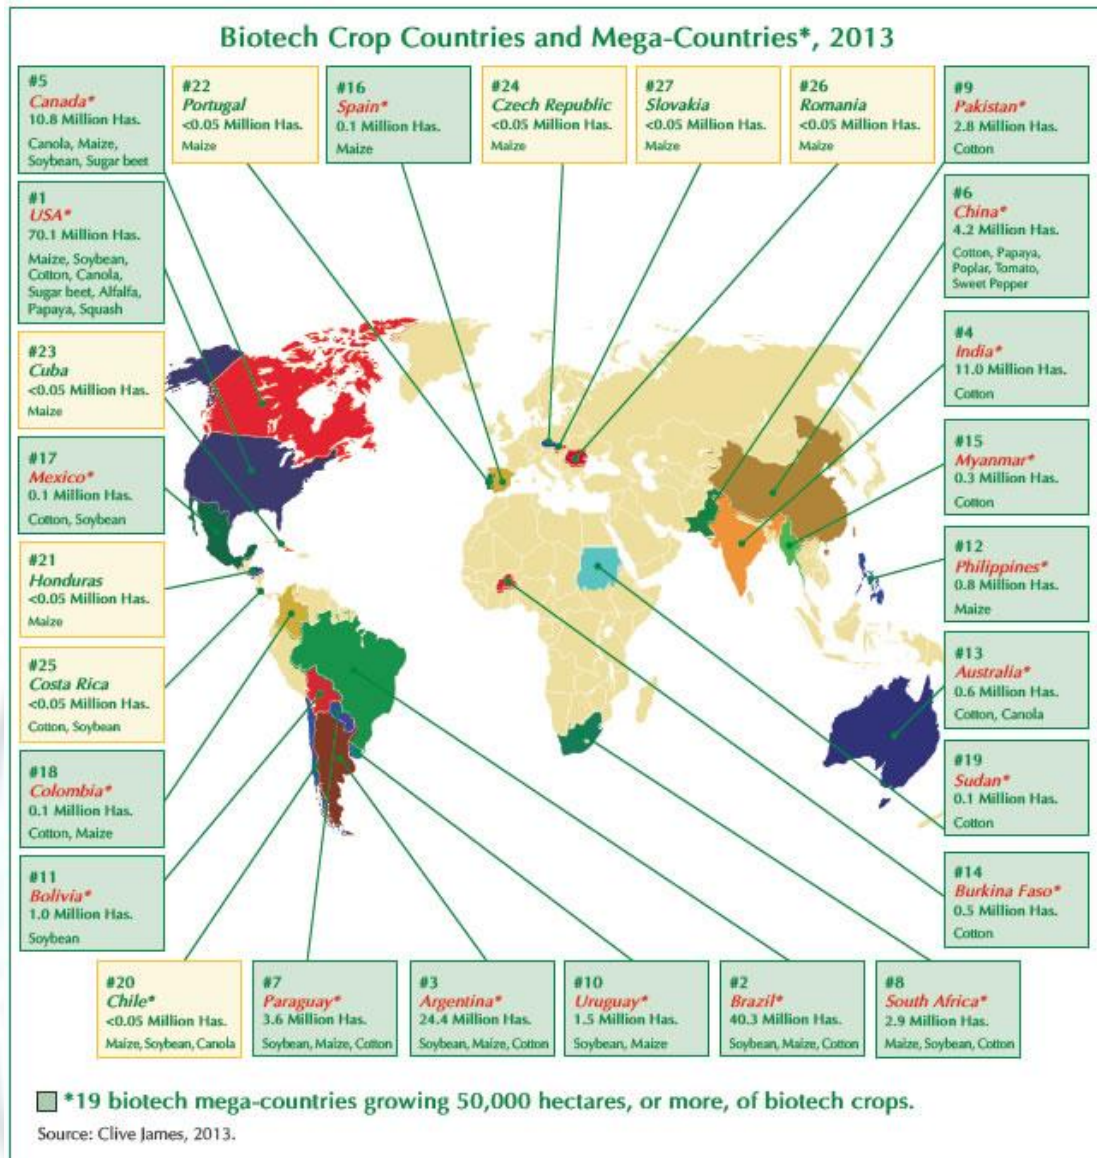 Biotech Crop Countries and Mega-Countries*, 2013
#5
Canada*
10.8 Million Has.
Canola, Maize,
Soybean, Sugar beet
#22
Portugal
<0.05 Million Has.
Maize
#16
Spain*
0.1 Million Has.
Maize
#24
Czech Republic
<0.05 Million Has.
Maize
#27
Slovakia
<0.05 Million Has.
Maize
#26
Romania
<0.05 Million Has.
Maize
#9
Pakistan*
2.8 Million Has.
Cotton
#1
USA*
70.1 Million Has.
Maize, Soybean,
Cotton, Canola,
Sugar beet, Alfalfa,
Papaya, Squash
#6
China*
4.2 Million Has.
Cotton, Papaya,
Poplar, Tomato,
Sweet Pepper
#23
Cuba
<0.05 Million Has.
Maize
#4
India*
11.0 Million Has.
Cotton
#17
Mexico*
0.1 Million Has.
Cotton, Soybean
#15
Myanmar*
0.3 Million Has.
Cotton
#21
Honduras
<0.05 Million Has.
Maize
#12
Philippines*
0.8 Million Has.
Maize
#25
Costa Rica
<0.05 Million Has.
Cotton, Soybean
#13
Australia*
0.6 Million Has.
Cotton, Canola
#18
Colombia*
0.1 Million Has.
Cotton, Maize
#19
Sudan*
0.1 Million Has.
Cotton
#11
Bolivia*
1.0 Million Has.
Soybean
#14
Burkina Faso*
0.5 Million Has.
Cotton
#20
Chile*
<0.05 Million Has.
Maize, Soybean, Canola
#7
Paraguay*
3.6 Million Has.
Soybean, Maize, Cotton
#3
Argentina*
24.4 Million Has.
Soybean, Maize, Cotton
#10
Uruguay*
1.5 Million Has.
Soybean, Maize
#2
Brazil*
40.3 Million Has.
Soybean, Maize, Cotton
#8
South Africa*
2.9 Million Has.
Maize, Soybean, Cotton
*19 biotech mega-countries growing 50,000 hectares, or more, of biotech crops.
Source: Clive James, 2013.